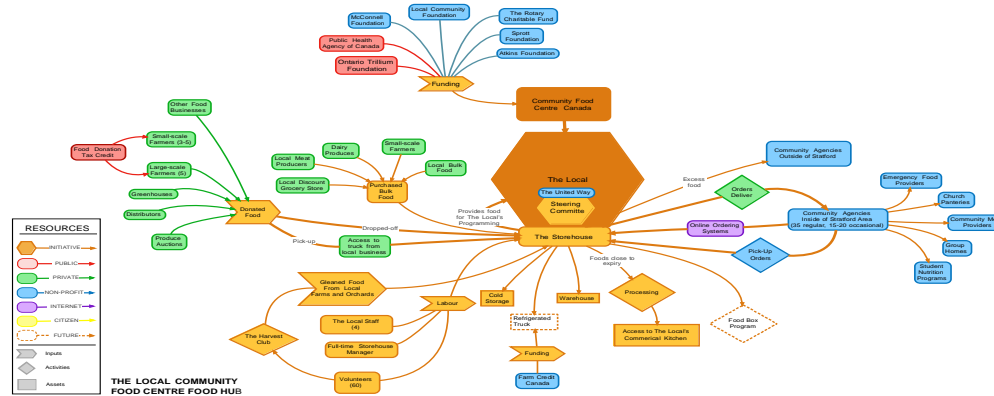 McConnell
Foundation
Local Community
Foundation
The Rotary
Charitable Fund
Public Health
Agency of Canada
Sprott
Foundation
Ontario Trillium
Foundation
Atkins Foundation
Funding
Community Food
Centre Canada
Other Food
Businesses
Food Donation
Tax Credit
Small-scale
Farmers (3-5)
Large-scale
Farmers (5)
Greenhouses
Distributors
Produce
Auctions
Donated
Food
Local Meat
Producers
Dairy
Producers
Small-scale
Farmers
Local Bulk
Food
Local Discount
Grocery Store
Purchased
Bulk
Food
Dropped-off
Pick-up
Access to
truck from
local business
Provides food
for The Local's
Programming
The Local
The United Way
Steering
Committe
The Storehouse
Excess
food
Community Agencies
Outside of Statford
Orders
Deliver
Online Ordering
Systems
Pick-Up
Orders
Community Agencies
Inside of Stratford Area
(35 regular, 15-20 occasional)
Emergency Food
Providers
Church
Panteries
Community M
Providers
Group
Homes
Student
Nutrition
Programs
Foods close to
expiry
Gleaned Food
From Local
Farms and Orchards
Labour
Cold
Storage
Warehouse
Processing
Refrigerated
Truck
Food Box
Program
Access to The Local's
Commerical Kitchen
The Harvest
Club
The Local Staff
(4)
Full-time Storehouse
Manager
Volunteers
(60)
Funding
Farm Credit
Canada
RESOURCES
INITIATIVE
PUBLIC
PRIVATE
NON-PROFIT
INTERNET
CITIZEN
FUTURE
Inputs
Activities
Assets
THE LOCAL COMMUNITY
FOOD CENTRE FOOD HUB